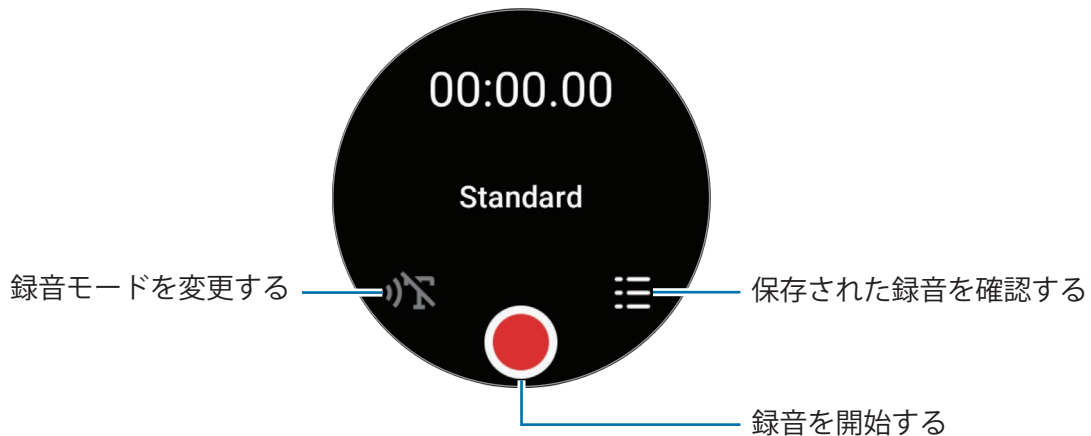 00:00.00
Standard
録音モードを変更する
保存された録音を確認する
録音を開始する